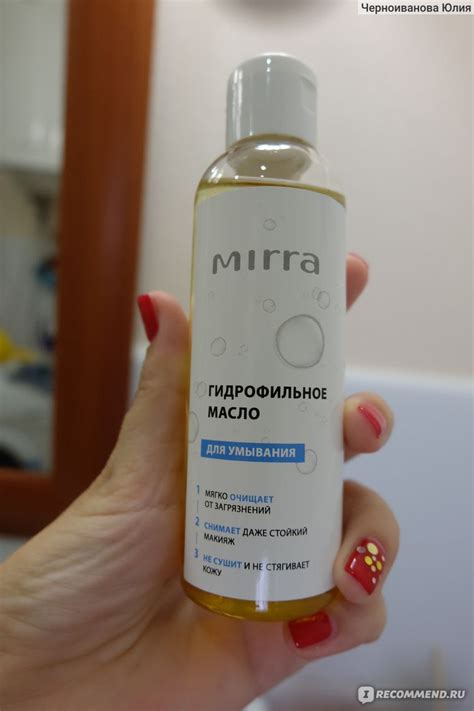 Черноиванова Юлия
mirra
ГИДРОФИЛЬНОЕ
МАСЛО
ДЛЯ УМЫВАНИЯ
1 МЯГКО ОЧИЩАЕТ
ОТ ЗАГРЯЗНЕНИЙ
2 СНИМАЕТ ДАЖЕ СТОЙКИЙ
МАКИЯЖ
3 НЕ СУШИТ И НЕ СТЯГИВАЕТ
КОЖУ
I RECOMMEND.RU